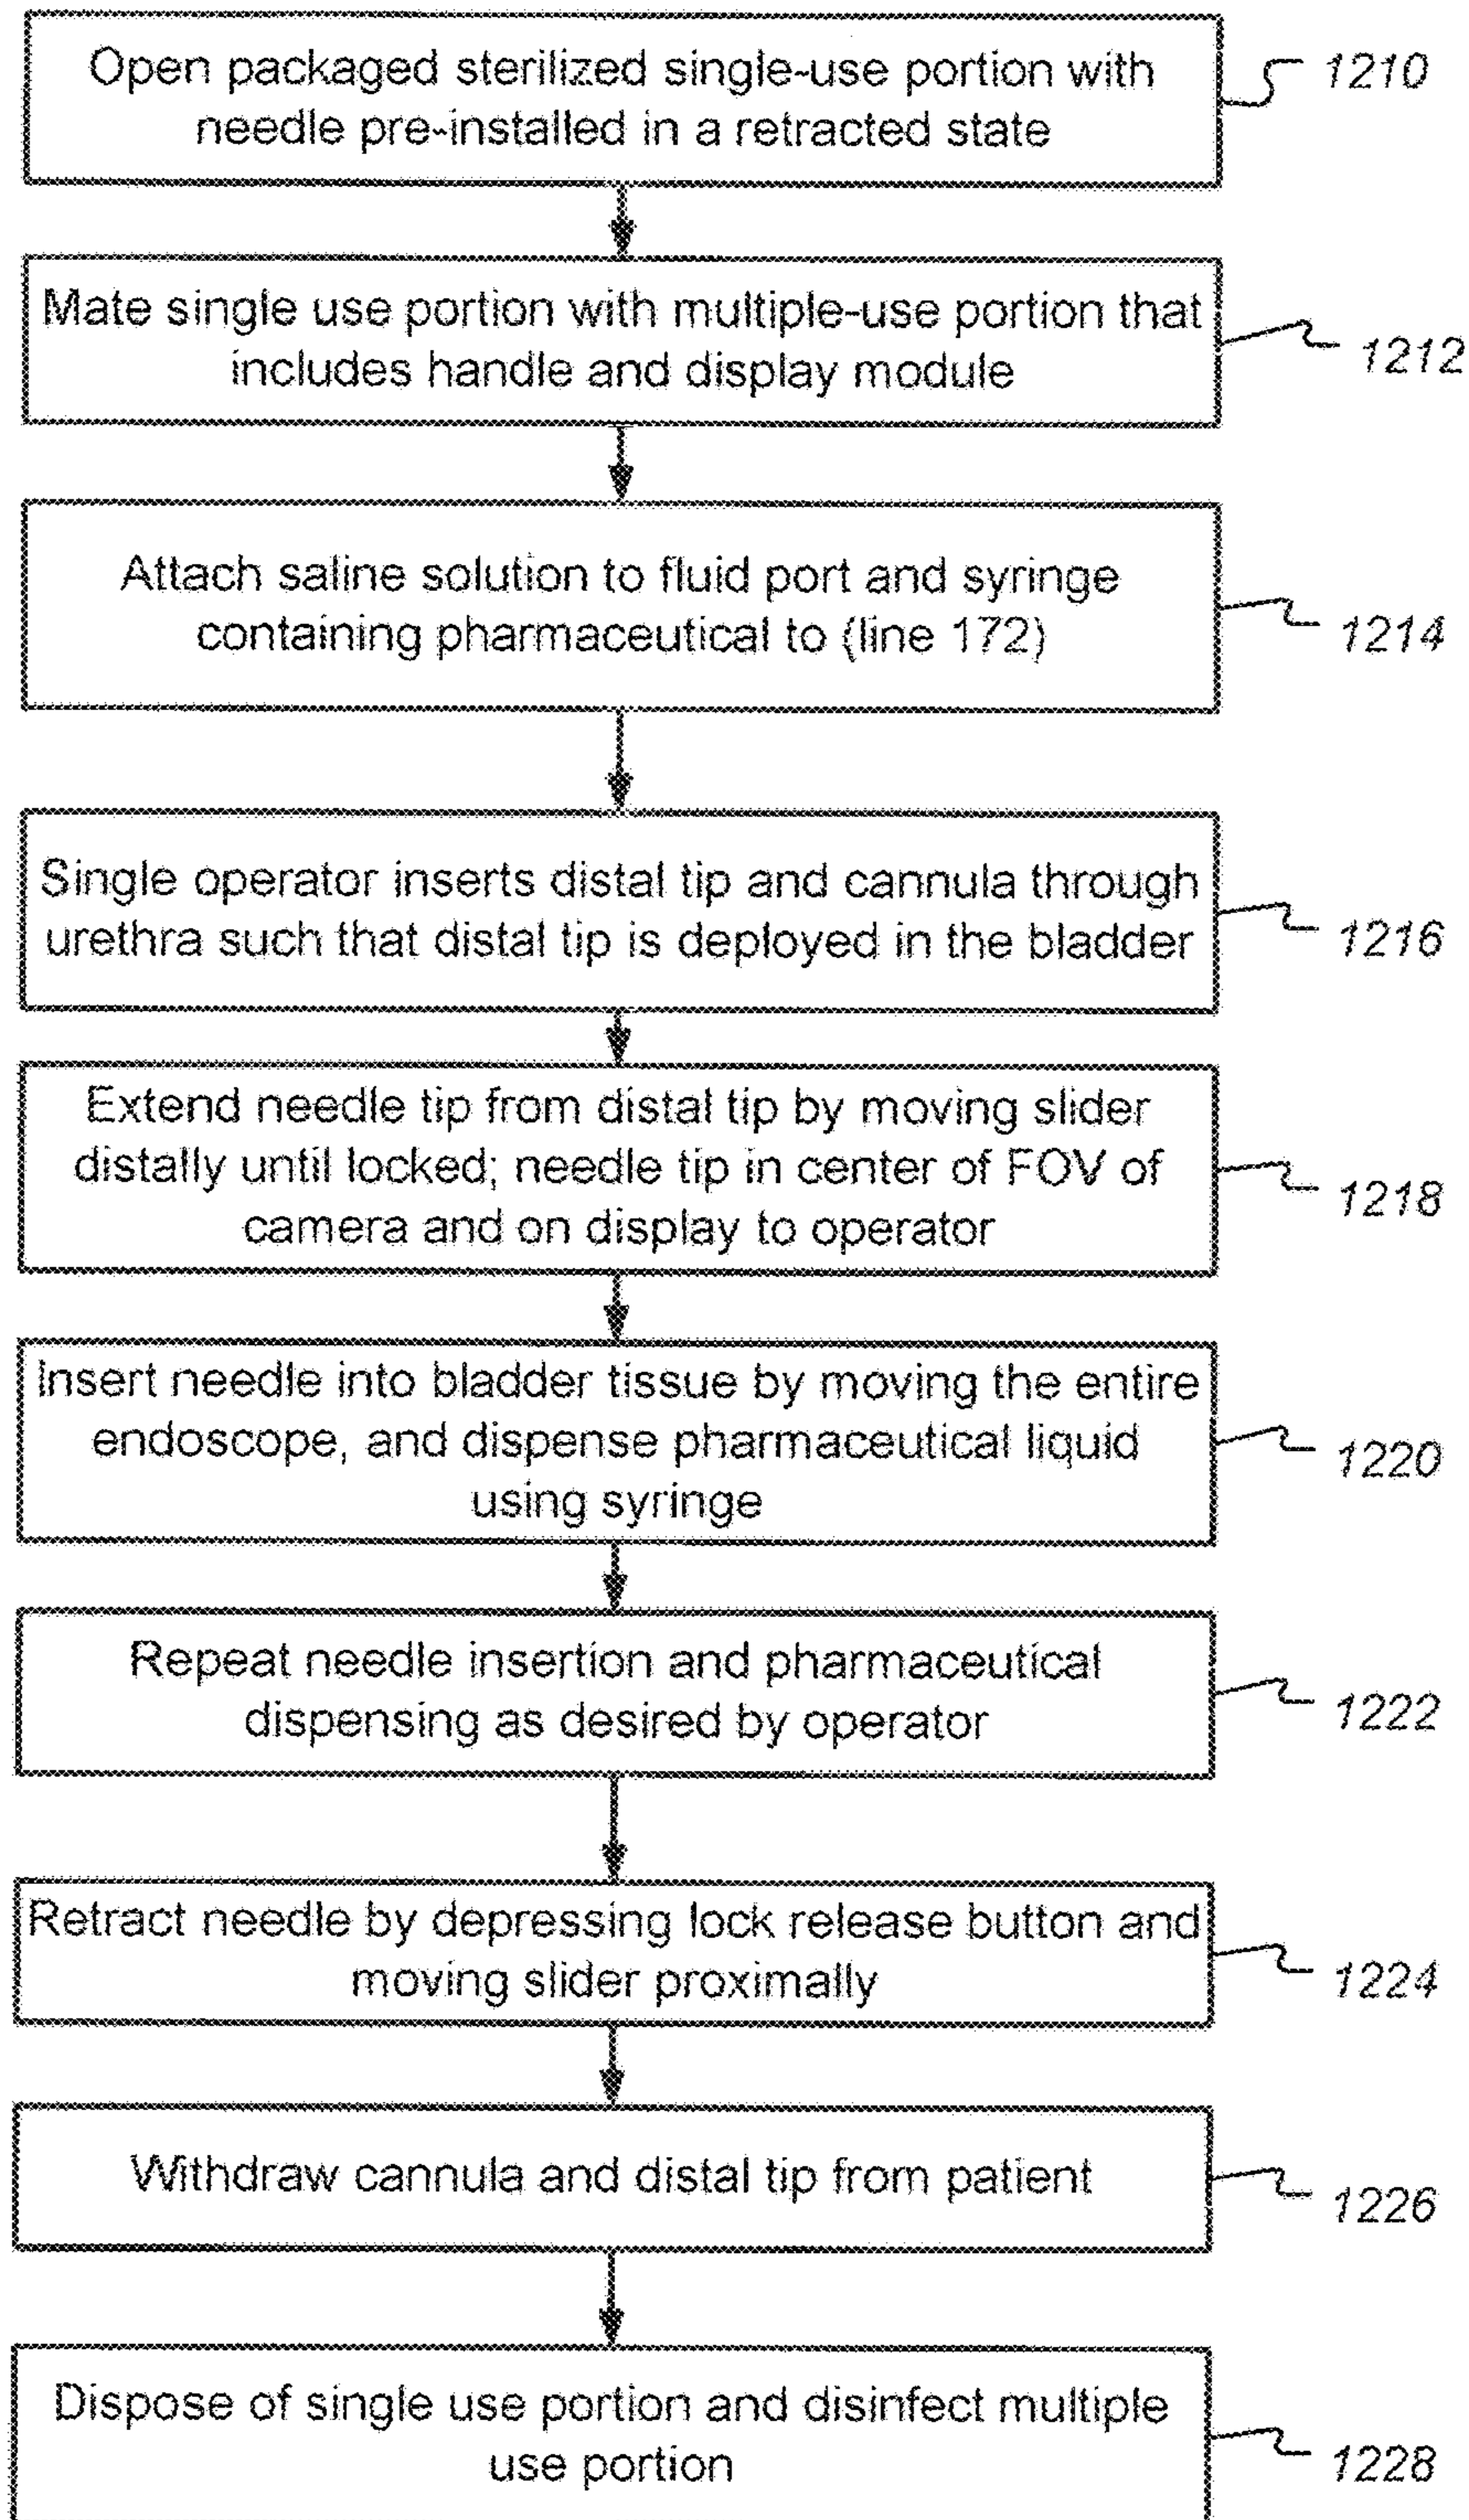 Open packaged sterilized single-use portion with
needle pre-installed in a retracted state
1210
Mate single use portion with multiple-use portion that
includes handle and display module
1212
Attach saline solution to fluid port and syringe
containing pharmaceutical to (line 172)
1214
Single operator inserts distal tip and cannula through
urethra such that distal tip is deployed in the bladder
1216
Extend needle tip from distal tip by moving slider
distally until locked; needle tip in center of FOV of
camera and on display to operator
1218
Insert needle into bladder tissue by moving the entire
endoscope, and dispense pharmaceutical liquid
using syringe
1220
Repeat needle insertion and pharmaceutical
dispensing as desired by operator
1222
Retract needle by depressing lock release button and
moving slider proximally
1224
Withdraw cannula and distal tip from patient
1226
Dispose of single use portion and disinfect multiple
use portion
1228